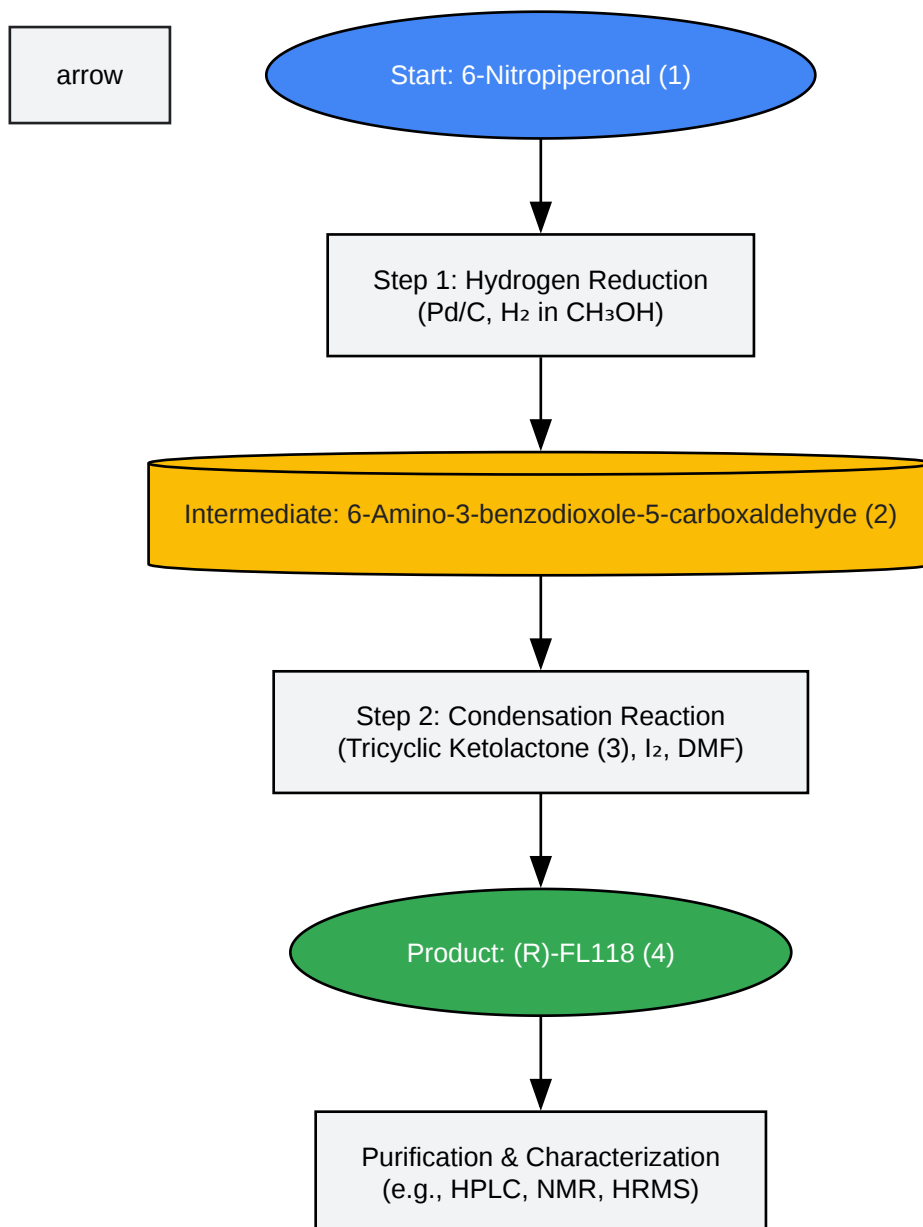 arrow
Start: 6-Nitropiperonal (1)
Step 1: Hydrogen Reduction
(Pd/C, H₂ in CH₃OH)
Intermediate: 6-Amino-3-benzodioxole-5-carboxaldehyde (2)
Step 2: Condensation Reaction
(Tricyclic Ketolactone (3), I₂, DMF)
Product: (R)-FL118 (4)
Purification & Characterization
(e.g., HPLC, NMR, HRMS)